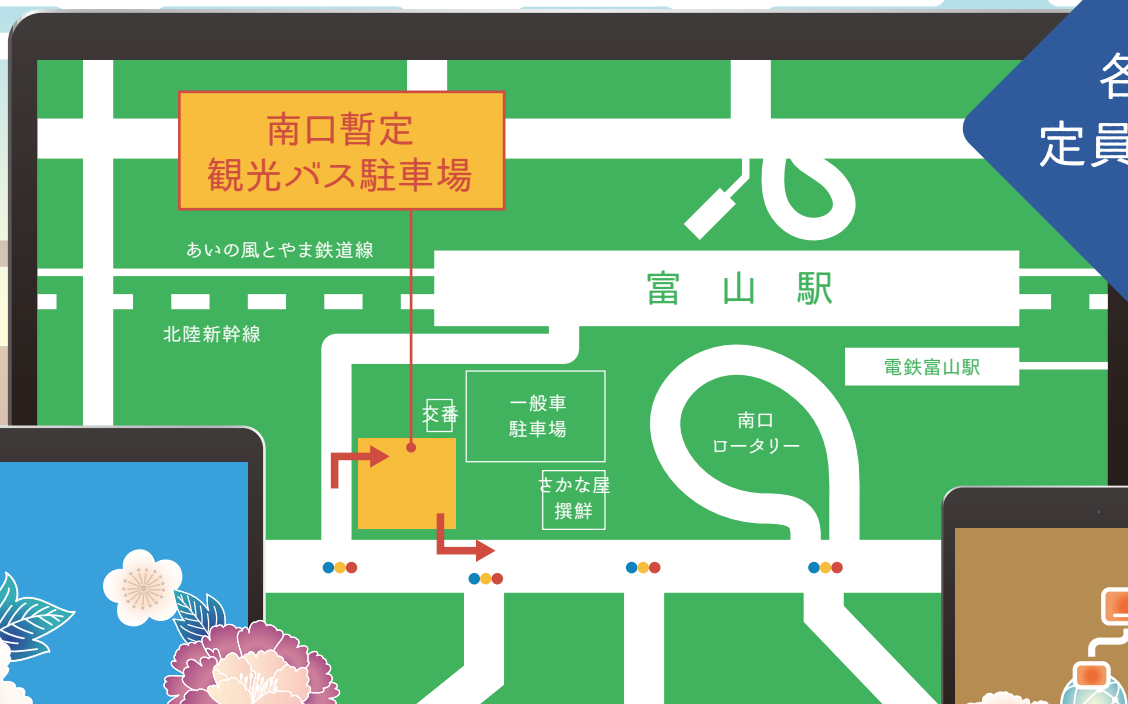 各
定員
南口暫定
観光バス駐車場
あいの風とやま鉄道線
富山駅
北陸新幹線
電鉄富山駅
交番
一般車
駐車場
南口
ロータリー
さかな屋
撰鮮